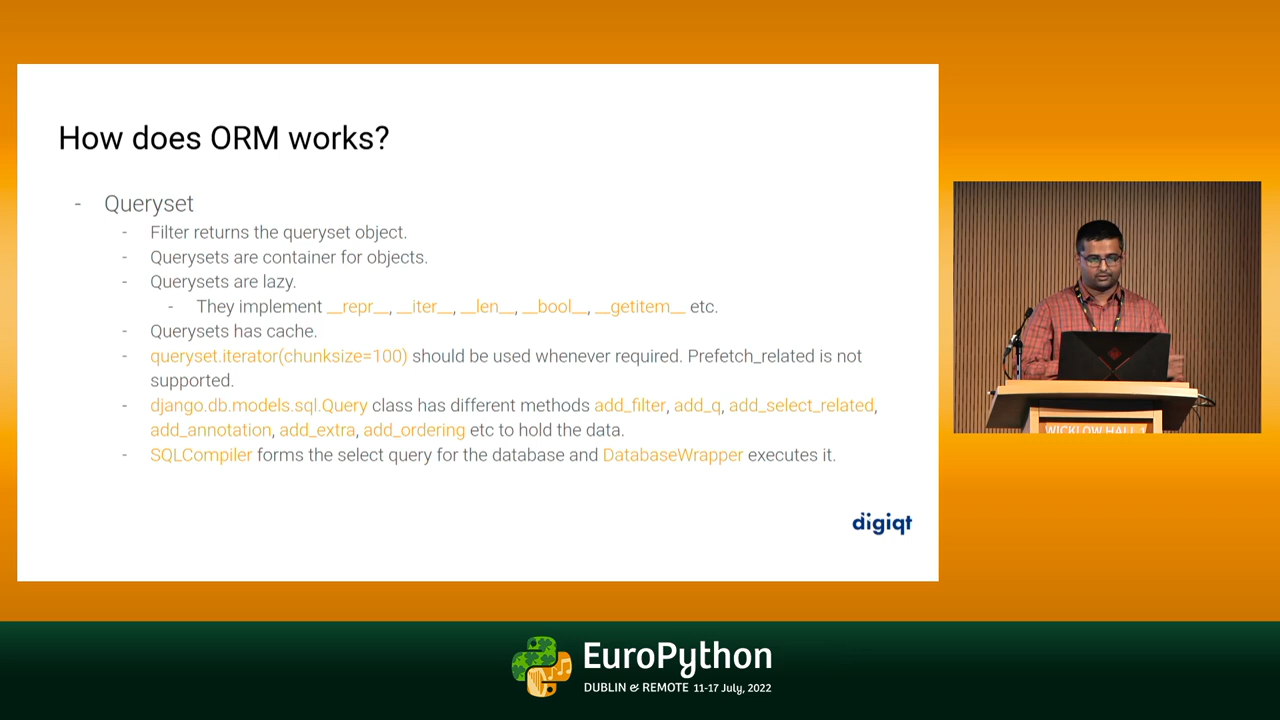 How does ORM works?
- Queryset
- Filter returns the queryset object.
- Querysets are container for objects.
- Querysets are lazy.
- They implement __repr__, __iter__, __len__, __bool__, __getitem__ etc.
- Querysets has cache.
- queryset.iterator(chunksize=100) should be used whenever required. Prefetch_related is not
supported.
- django.db.models.sql.Query class has different methods add_filter, add_q, add_select_related,
add_annotation, add_extra, add_ordering etc to hold the data.
- SQLCompiler forms the select query for the database and DatabaseWrapper executes it.
digiqt
WICKLOW HALL 1
EuroPython
DUBLIN & REMOTE 11-17 July, 2022